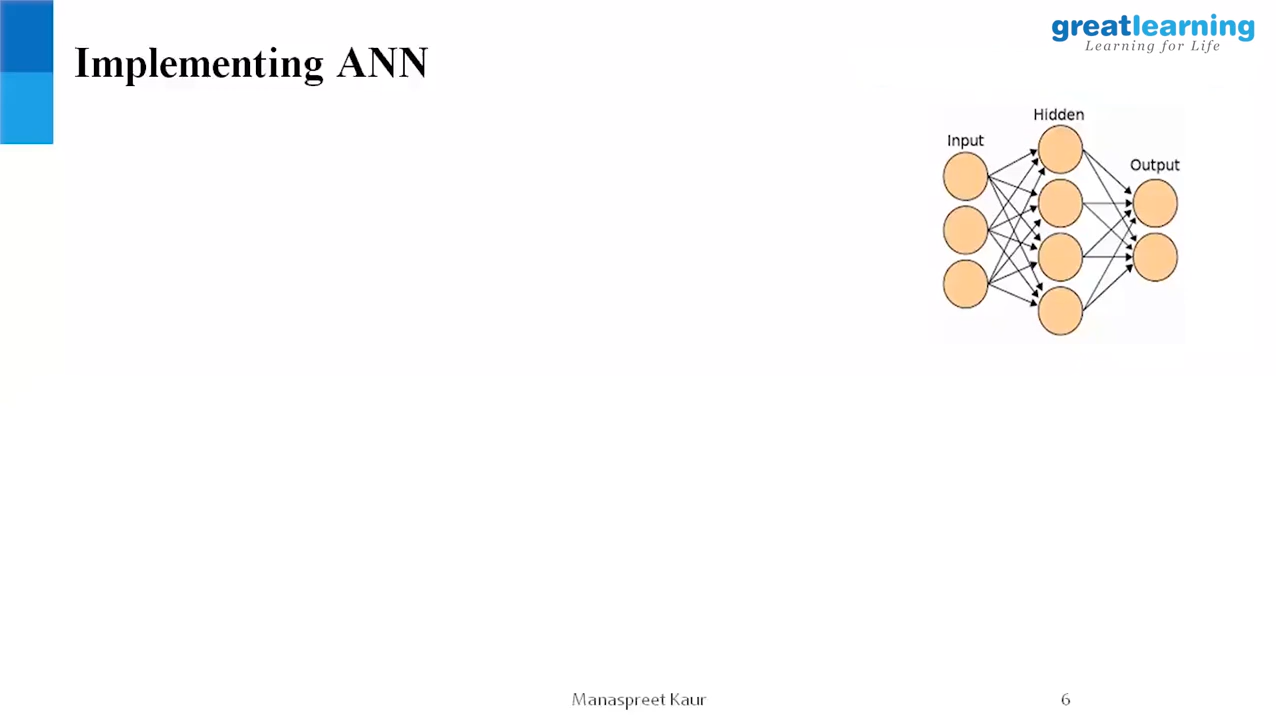 greatlearning
Learning for Life
Implementing ANN
Hidden
Input
Output
Manaspreet Kaur
6